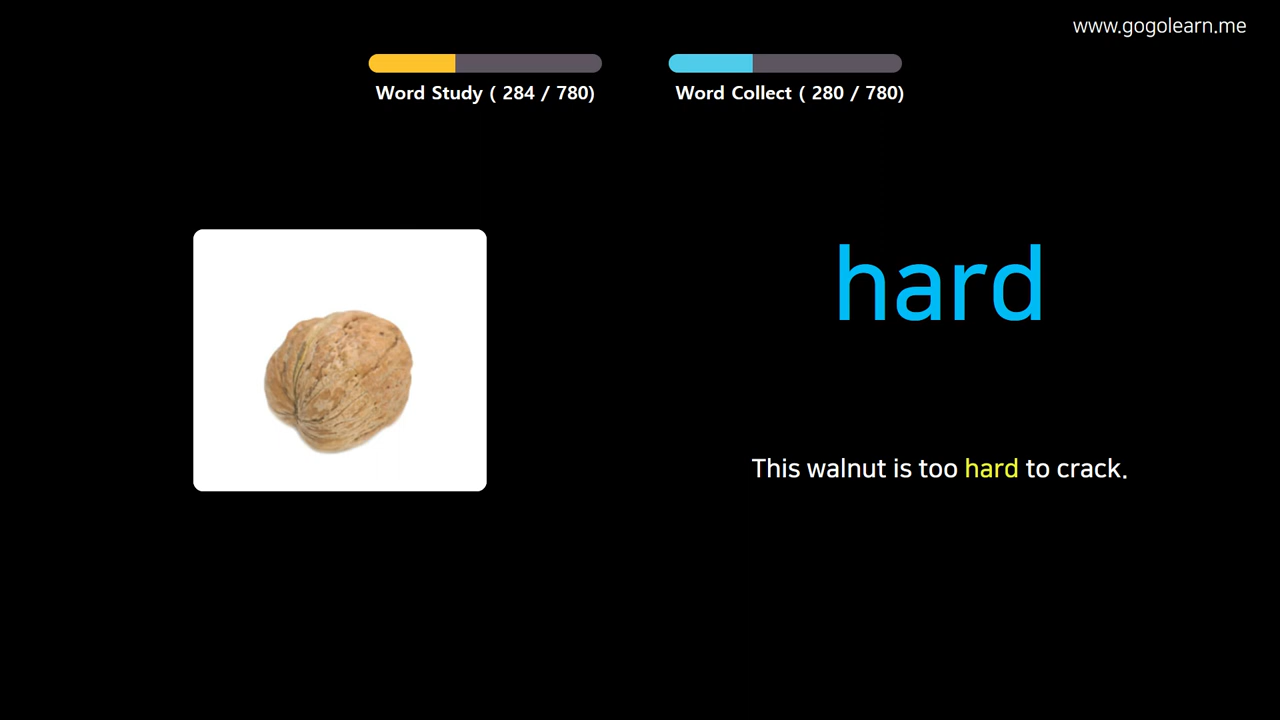 www.gogolearn.me
Word Study ( 284 / 780)
Word Collect ( 280 / 780)
hard
This walnut is too hard to crack.